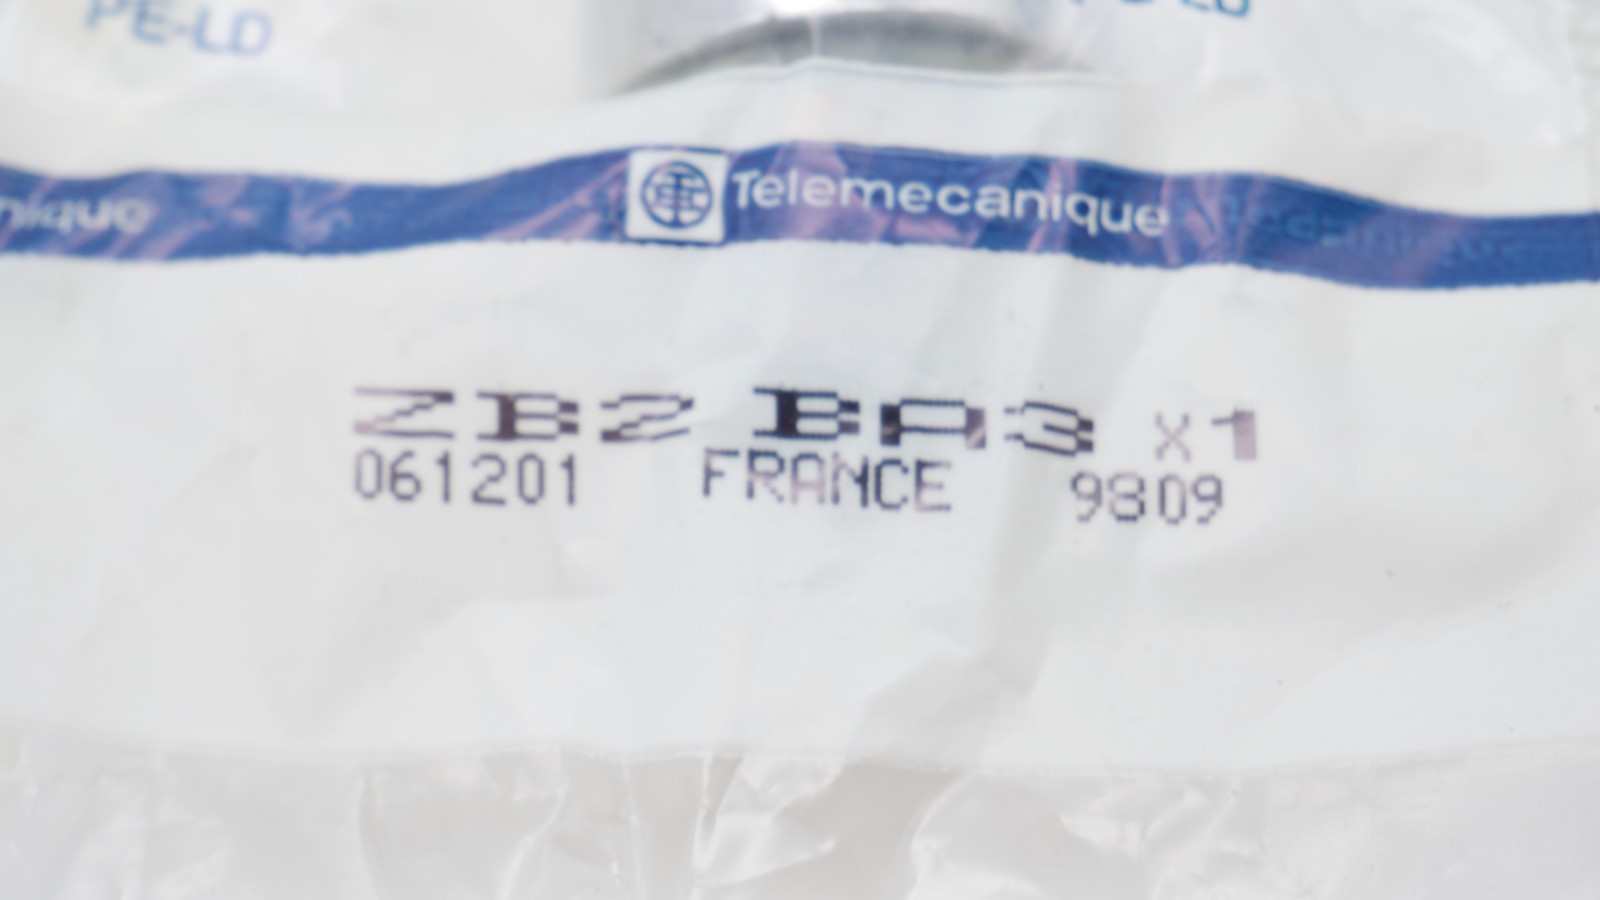 PE-LD
Telemecanique
ZB2 BA3 x1
061201 FRANCE 9809